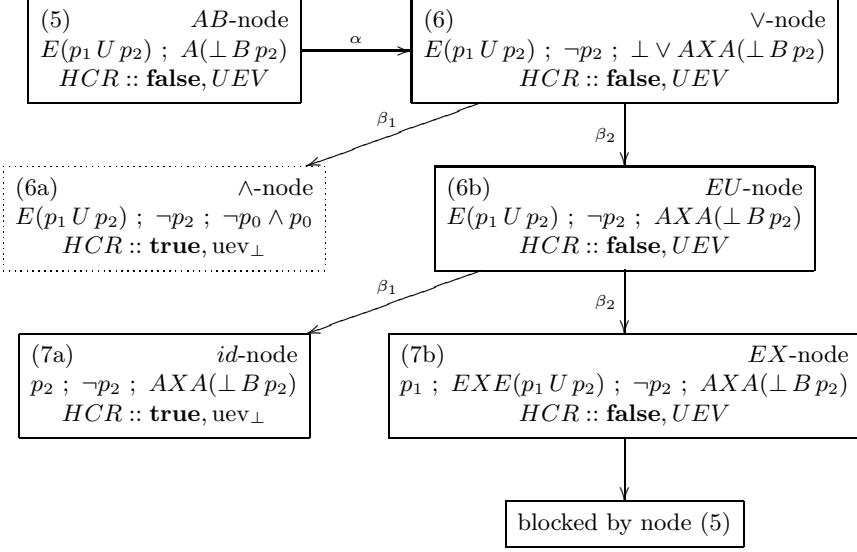 (5) AB-node
E(p₁ U p₂) ; A(⊥ B p₂)
HCR :: false, UEV
α
(6) ∨-node
E(p₁ U p₂) ; ¬p₂ ; ⊥ ∨ AXA(⊥ B p₂)
HCR :: false, UEV
β₁
β₂
(6a) ∧-node
E(p₁ U p₂) ; ¬p₂ ; ¬p₀ ∧ p₀
HCR :: true, uev⊥
(6b) EU-node
E(p₁ U p₂) ; ¬p₂ ; AXA(⊥ B p₂)
HCR :: false, UEV
β₁
β₂
(7a) id-node
p₂ ; ¬p₂ ; AXA(⊥ B p₂)
HCR :: true, uev⊥
(7b) EX-node
p₁ ; EXE(p₁ U p₂) ; ¬p₂ ; AXA(⊥ B p₂)
HCR :: false, UEV
blocked by node (5)